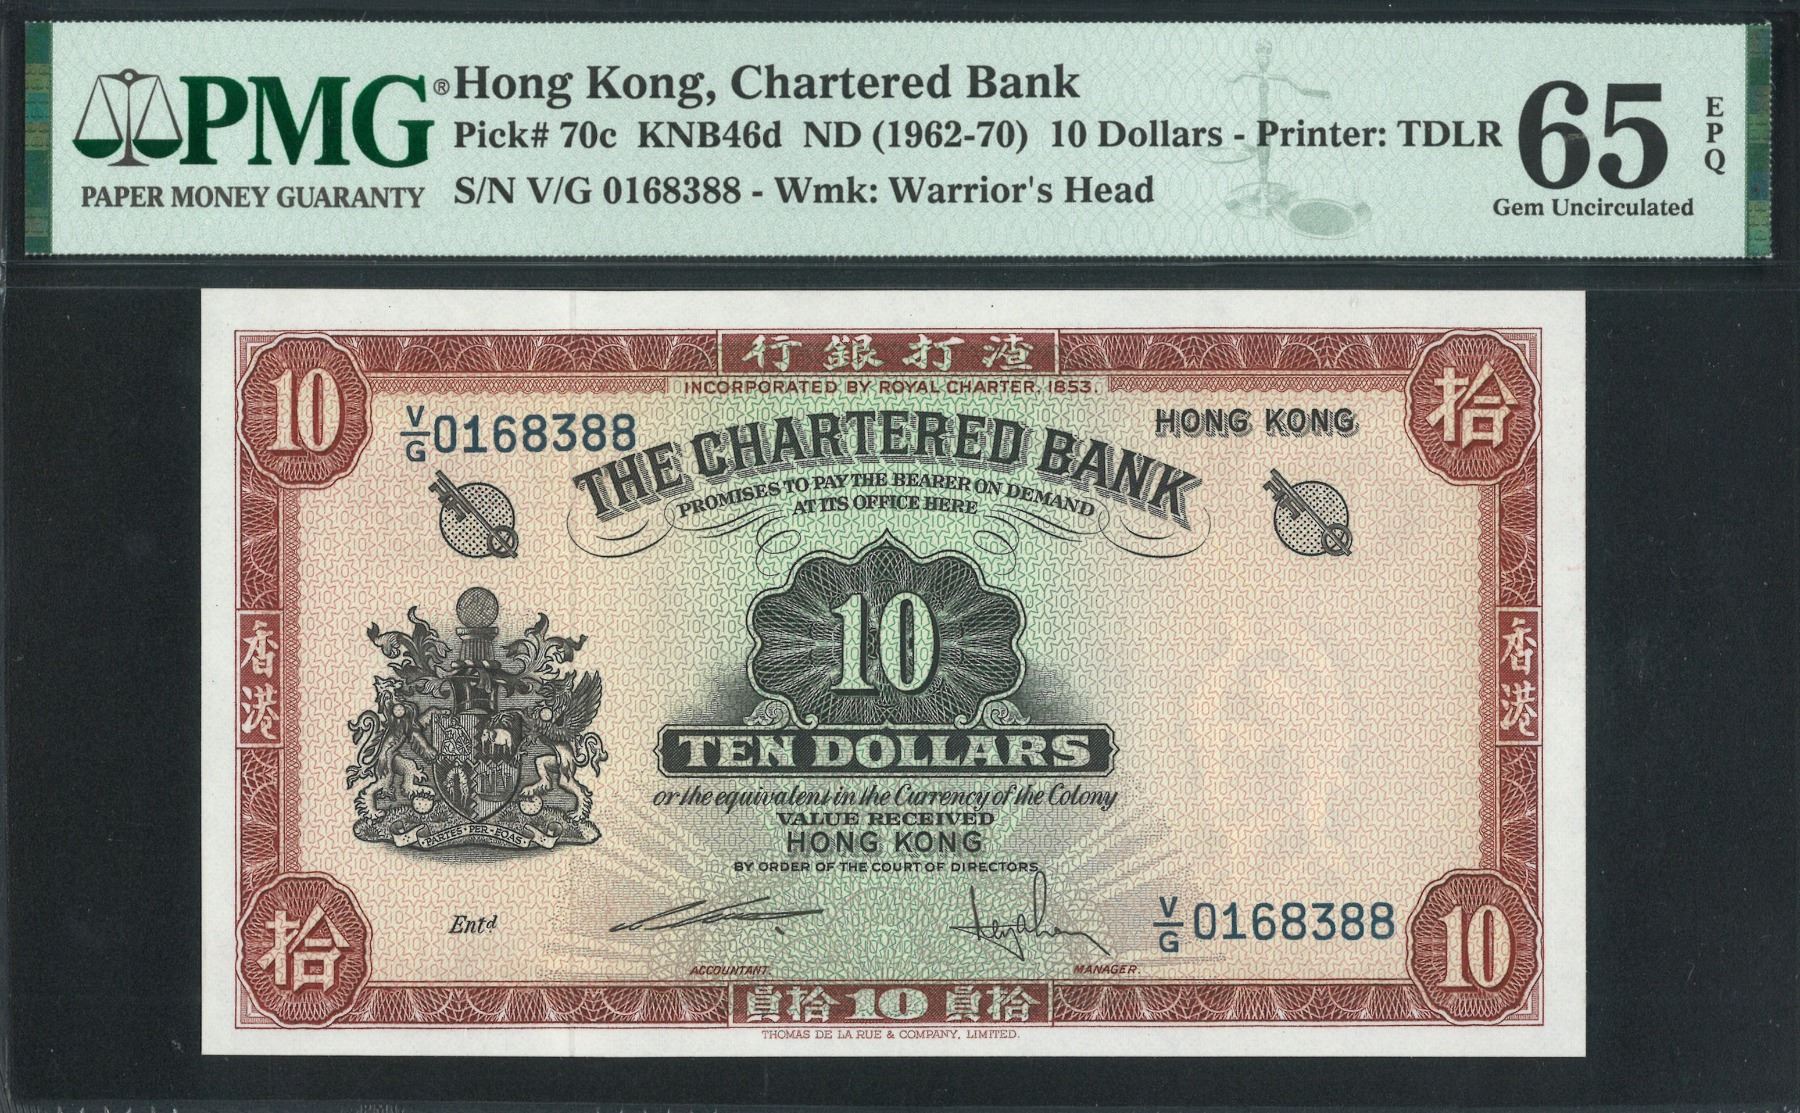 PMG®
PAPER MONEY GUARANTY
Hong Kong, Chartered Bank
Pick# 70c KNB46d ND (1962-70) 10 Dollars - Printer: TDLR
S/N V/G 0168388 - Wmk: Warrior's Head
65
EPQ
Gem Uncirculated
行銀打渣
INCORPORATED BY ROYAL CHARTER, 1853.
10
拾
V/G 0168388
HONG KONG
THE CHARTERED BANK
PROMISES TO PAY THE BEARER ON DEMAND
AT ITS OFFICE HERE
10
香港
香港
TEN DOLLARS
or the equivalent in the Currency of the Colony
VALUE RECEIVED
HONG KONG
BY ORDER OF THE COURT OF DIRECTORS
PARTES·PER·EOAS
Entd
V/G 0168388
拾
10
ACCOUNTANT.
MANAGER.
員拾10員拾
THOMAS DE LA RUE & COMPANY, LIMITED.